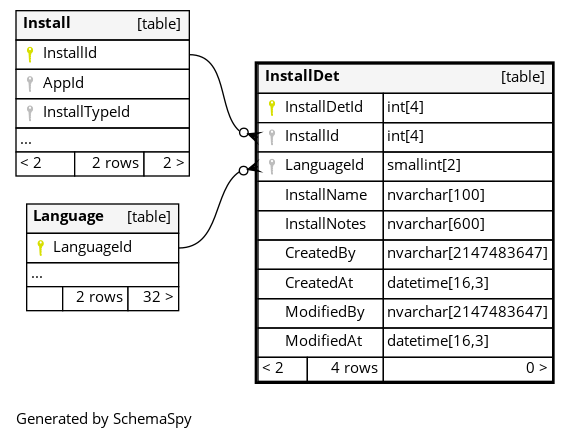 Install [table]
InstallId
AppId
InstallTypeId
...
< 2 2 rows 2 >
Language [table]
LanguageId
...
2 rows 32 >
InstallDet [table]
InstallDetId int[4]
InstallId int[4]
LanguageId smallint[2]
InstallName nvarchar[100]
InstallNotes nvarchar[600]
CreatedBy nvarchar[2147483647]
CreatedAt datetime[16,3]
ModifiedBy nvarchar[2147483647]
ModifiedAt datetime[16,3]
< 2 4 rows 0 >
Generated by SchemaSpy